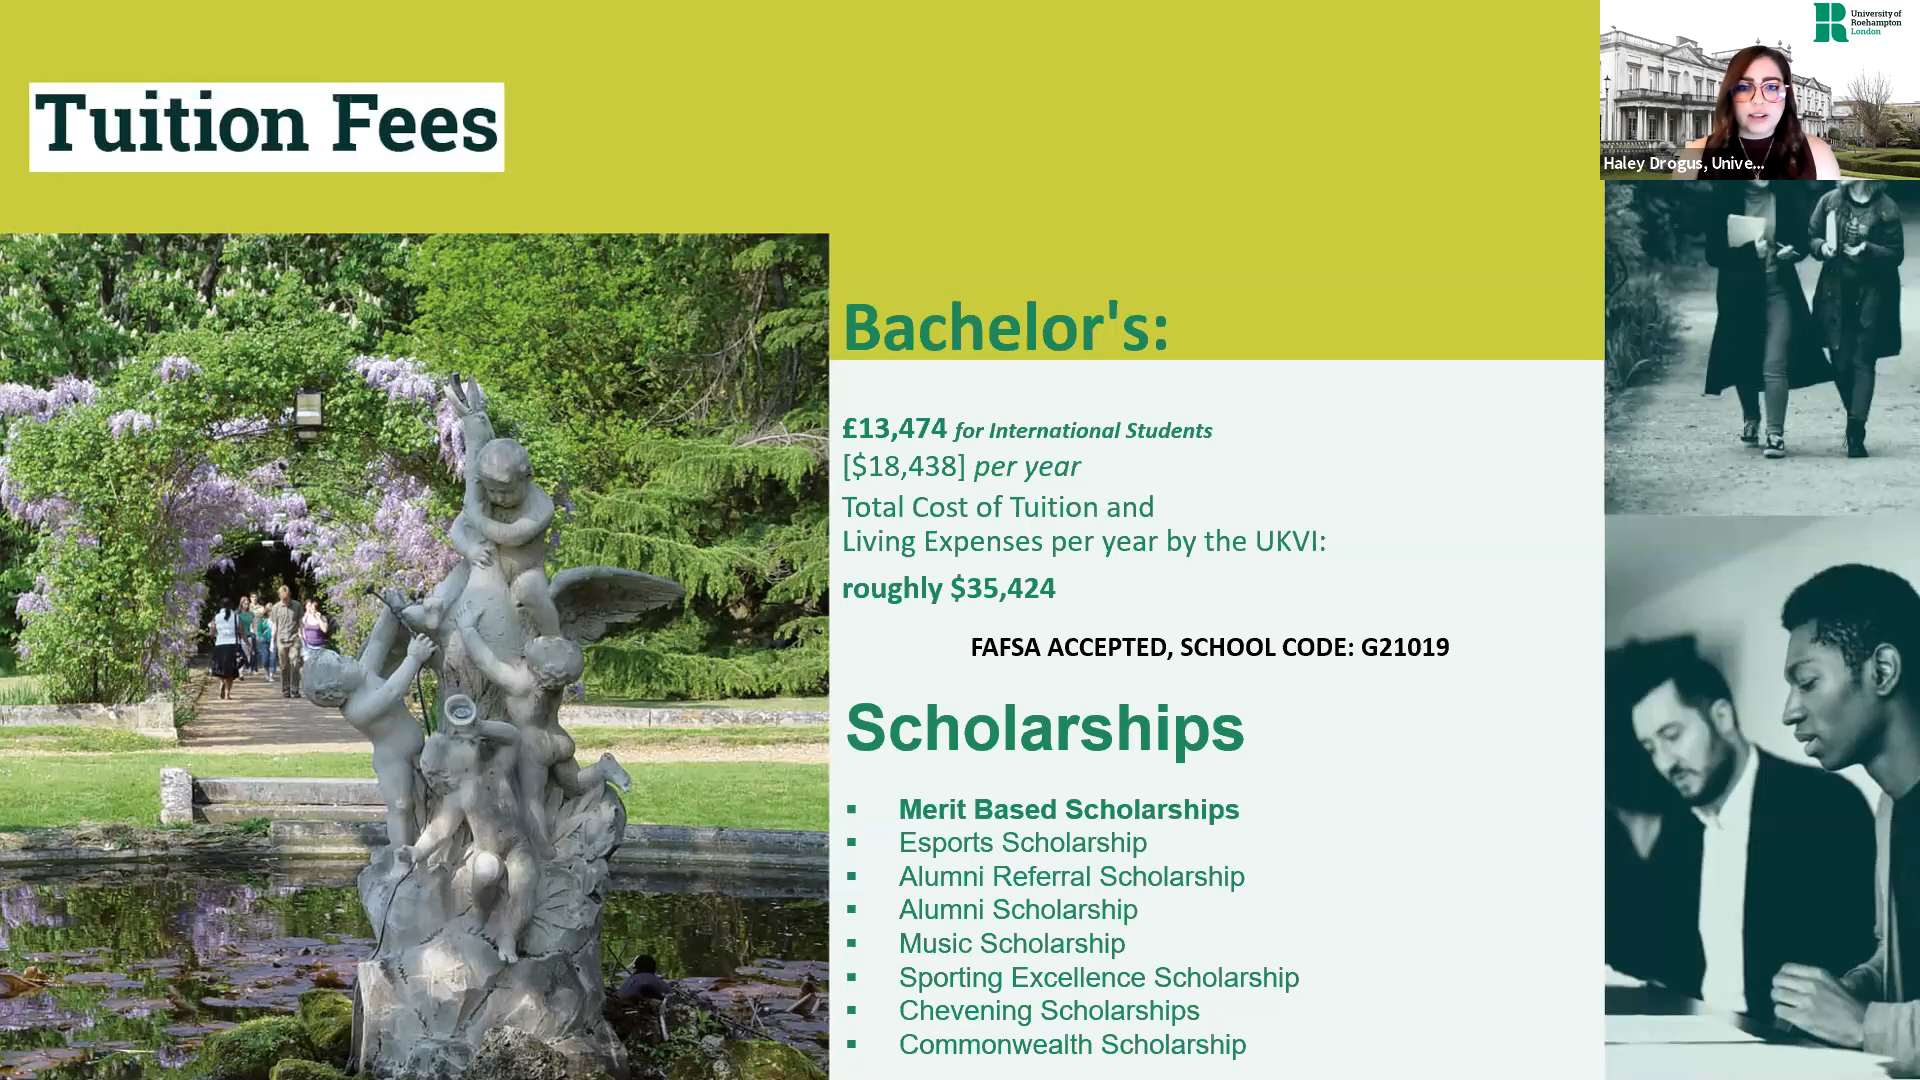 Tuition Fees
University of
Roehampton
London
Haley Drogus, Unive...
Bachelor's:
£13,474 for International Students
[$18,438] per year
Total Cost of Tuition and
Living Expenses per year by the UKVI:
roughly $35,424
FAFSA ACCEPTED, SCHOOL CODE: G21019
Scholarships
▪ Merit Based Scholarships
▪ Esports Scholarship
▪ Alumni Referral Scholarship
▪ Alumni Scholarship
▪ Music Scholarship
▪ Sporting Excellence Scholarship
▪ Chevening Scholarships
▪ Commonwealth Scholarship